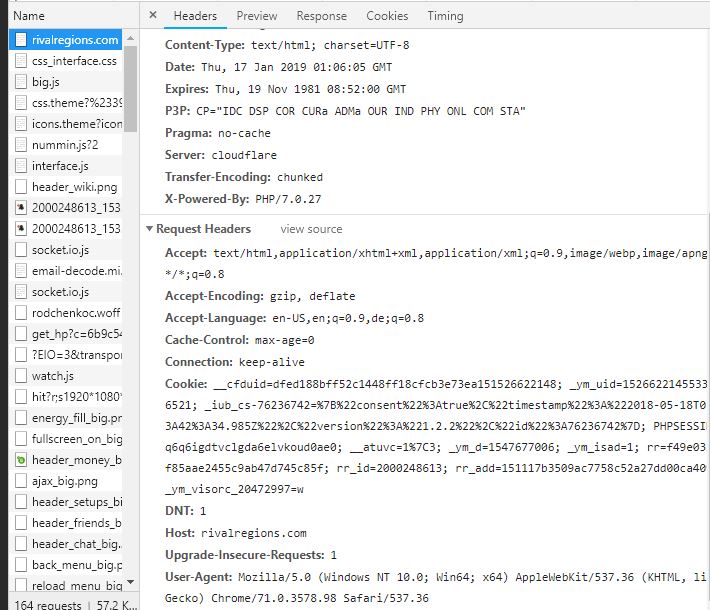 Name
× Headers Preview Response Cookies Timing
rivalregions.com
css_interface.css
big.js
css.theme?%2339
icons.theme?icon
nummin.js?2
interface.js
header_wiki.png
2000248613_153
2000248613_153
socket.io.js
email-decode.mi
socket.io.js
rodchenkoc.woff
get_hp?c=6b9c54
?EIO=3&transpor
watch.js
hit?r;s1920*1080*
energy_fill_big.pn
fullscreen_on_big
header_money_b
ajax_big.png
header_setups_bi
header_friends_b
header_chat_big.
back_menu_big.p
reload_menu_big
164 requests | 57.2 K...
Content-Type: text/html; charset=UTF-8
Date: Thu, 17 Jan 2019 01:06:05 GMT
Expires: Thu, 19 Nov 1981 08:52:00 GMT
P3P: CP="IDC DSP COR CURa ADMa OUR IND PHY ONL COM STA"
Pragma: no-cache
Server: cloudflare
Transfer-Encoding: chunked
X-Powered-By: PHP/7.0.27
Request Headers view source
Accept: text/html,application/xhtml+xml,application/xml;q=0.9,image/webp,image/apng
*/*;q=0.8
Accept-Encoding: gzip, deflate
Accept-Language: en-US,en;q=0.9,de;q=0.8
Cache-Control: max-age=0
Connection: keep-alive
Cookie: __cfduid=dfed188bff52c1448ff18cfcb3e73ea151526622148; _ym_uid=1526622145533
6521; _iub_cs-76236742=%7B%22consent%22%3Atrue%2C%22timestamp%22%3A%222018-05-18T0
3A42%3A34.985Z%22%2C%22version%22%3A%221.2.2%22%2C%22id%22%3A76236742%7D; PHPSESSI
q6q6igdtvclgda6elvkoud0ae0; __atuvc=1%7C3; _ym_d=1547677006; _ym_isad=1; rr=f49e03
f85aae2455c9ab47d745c85f; rr_id=2000248613; rr_add=151117b3509ac7758c52a27dd00ca40
_ym_visorc_20472997=w
DNT: 1
Host: rivalregions.com
Upgrade-Insecure-Requests: 1
User-Agent: Mozilla/5.0 (Windows NT 10.0; Win64; x64) AppleWebKit/537.36 (KHTML, li
Gecko) Chrome/71.0.3578.98 Safari/537.36